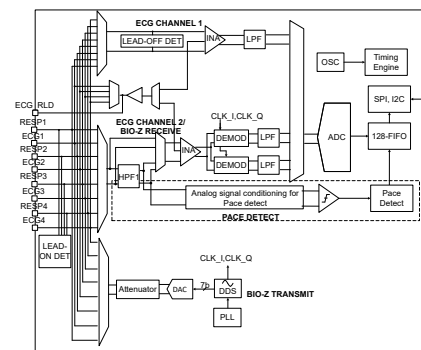 ECG CHANNEL 1
LEAD-OFF DET
INA
LPF
OSC
Timing
Engine
ECG_RLD
RESP1
ECG1
RESP2
ECG2
RESP3
ECG3
RESP4
ECG4
ECG CHANNEL 2/
BIO-Z RECEIVE
CLK_I,CLK_Q
INA
DEMOD
LPF
DEMOD
LPF
ADC
SPI, I2C
128-FIFO
HPF1
Analog signal conditioning for
Pace detect
PACE DETECT
Pace
Detect
LEAD-
ON DET
CLK_I,CLK_Q
Attenuator
DAC
7b
DDS
BIO-Z TRANSMIT
PLL